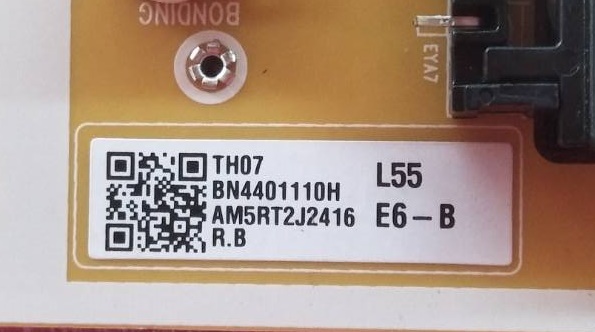 BONDING
EYA7
TH07
BN4401110H
AM5RT2J2416
R.B
L55
E6-B